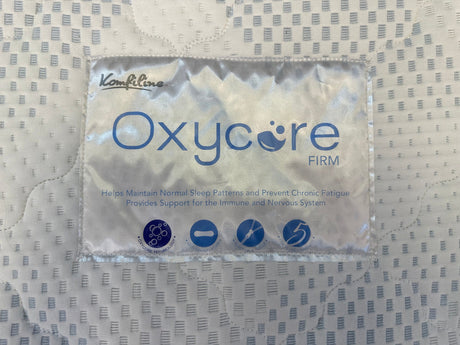 Komfiline
Oxycure
FIRM
Helps Maintain Normal Sleep Patterns and Prevent Chronic Fatigue
Provides Support for the Immune and Nervous System